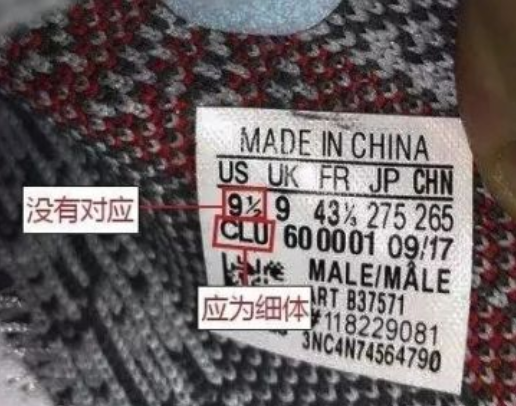 MADE IN CHINA
US UK FR JP CHN
没有对应
9½ 9 43⅓ 275 265
CLU 600001 09/17
MALE/MÂLE
应为细体
ART B37571
#118229081
3NC4N74564790